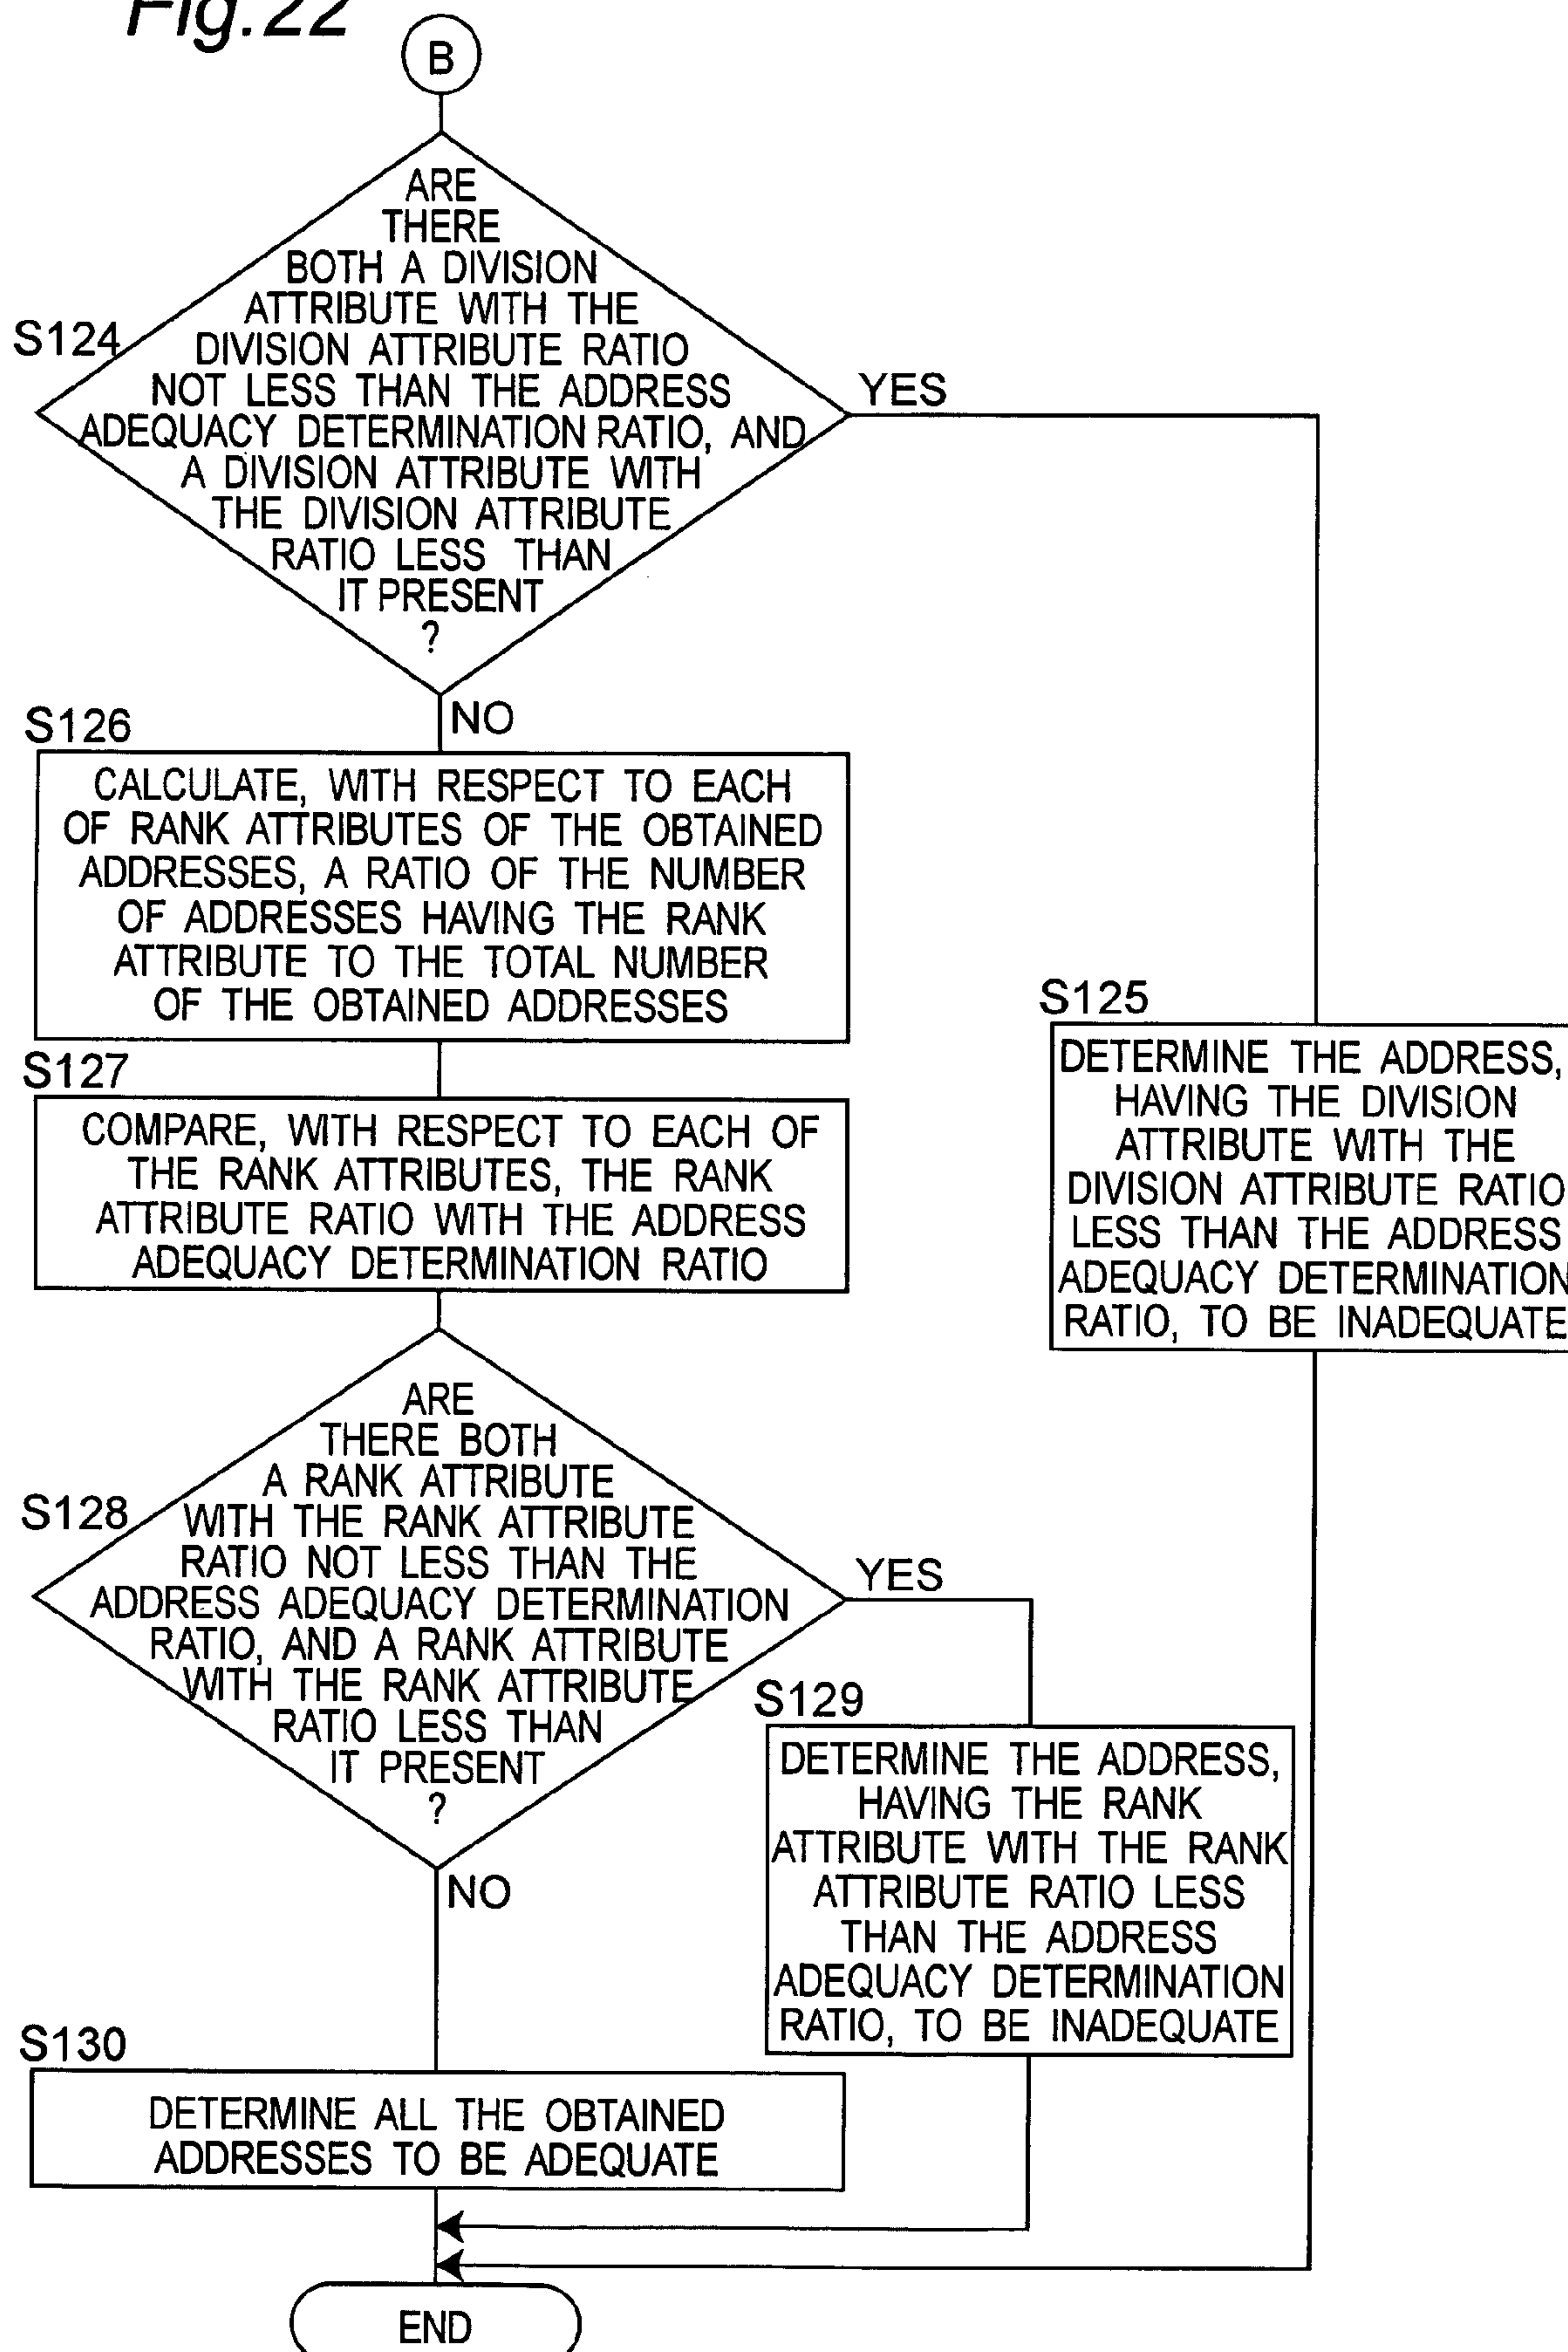 Fig.22
B
S124
ARE
THERE
BOTH A DIVISION
ATTRIBUTE WITH THE
DIVISION ATTRIBUTE RATIO
NOT LESS THAN THE ADDRESS
ADEQUACY DETERMINATION RATIO, AND
A DIVISION ATTRIBUTE WITH
THE DIVISION ATTRIBUTE
RATIO LESS THAN
IT PRESENT
?
YES
NO
S126
CALCULATE, WITH RESPECT TO EACH
OF RANK ATTRIBUTES OF THE OBTAINED
ADDRESSES, A RATIO OF THE NUMBER
OF ADDRESSES HAVING THE RANK
ATTRIBUTE TO THE TOTAL NUMBER
OF THE OBTAINED ADDRESSES
S125
DETERMINE THE ADDRESS,
HAVING THE DIVISION
ATTRIBUTE WITH THE
DIVISION ATTRIBUTE RATIO
LESS THAN THE ADDRESS
ADEQUACY DETERMINATION
RATIO, TO BE INADEQUATE
S127
COMPARE, WITH RESPECT TO EACH OF
THE RANK ATTRIBUTES, THE RANK
ATTRIBUTE RATIO WITH THE ADDRESS
ADEQUACY DETERMINATION RATIO
S128
ARE
THERE BOTH
A RANK ATTRIBUTE
WITH THE RANK ATTRIBUTE
RATIO NOT LESS THAN THE
ADDRESS ADEQUACY DETERMINATION
RATIO, AND A RANK ATTRIBUTE
WITH THE RANK ATTRIBUTE
RATIO LESS THAN
IT PRESENT
?
YES
NO
S129
DETERMINE THE ADDRESS,
HAVING THE RANK
ATTRIBUTE WITH THE RANK
ATTRIBUTE RATIO LESS
THAN THE ADDRESS
ADEQUACY DETERMINATION
RATIO, TO BE INADEQUATE
S130
DETERMINE ALL THE OBTAINED
ADDRESSES TO BE ADEQUATE
END